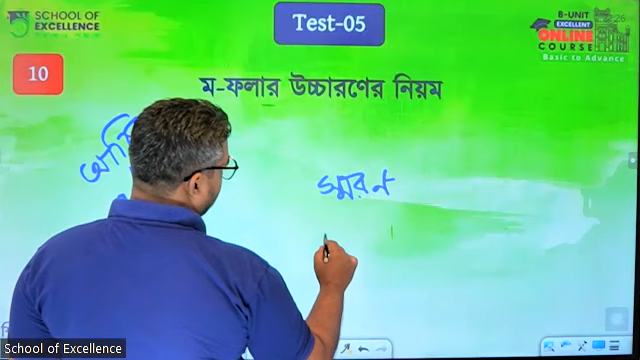 SCHOOL OF
EXCELLENCE
Test-05
B-UNIT
EXCELLENT
ONLINE
COURSE
Basic to Advance
10
ম-ফলার উচ্চারণের নিয়ম
স্মরণ
School of Excellence